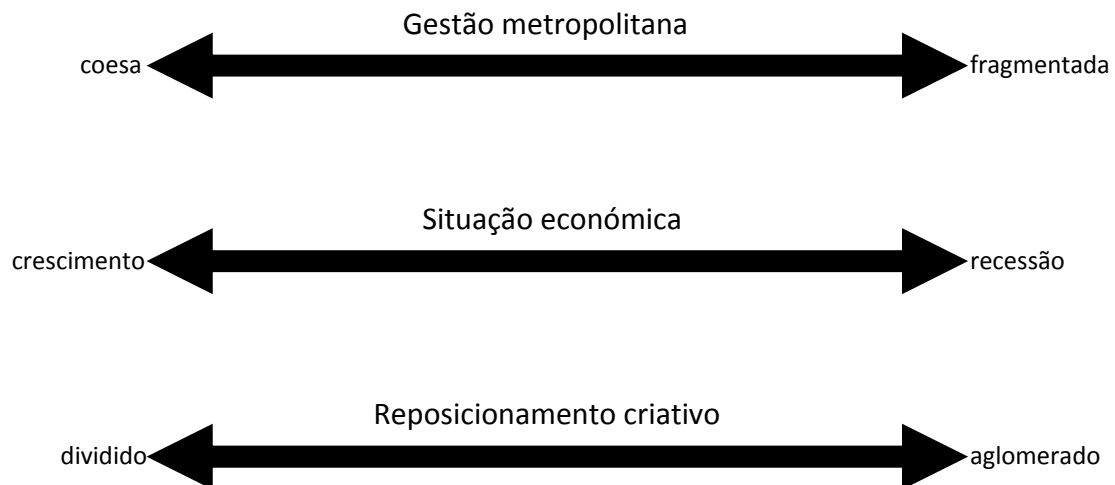 Gestão metropolitana
coesa
fragmentada
Situação económica
crescimento
recessão
Reposicionamento criativo
dividido
aglomerado